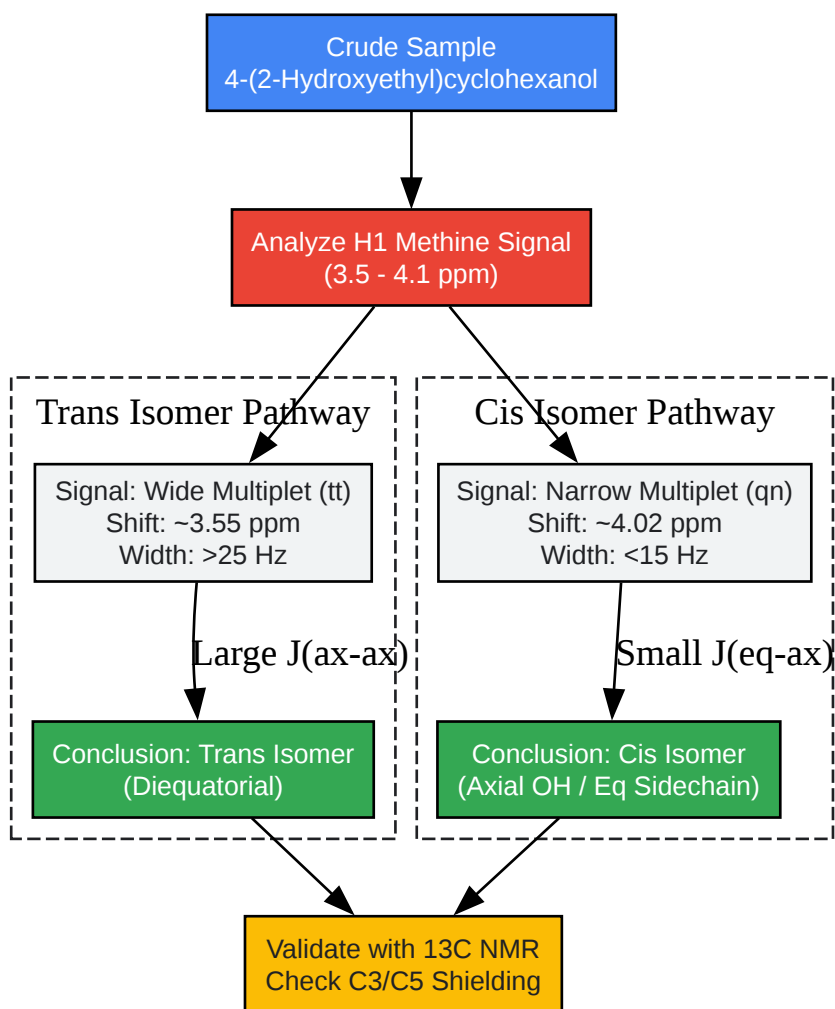 Crude Sample
4-(2-Hydroxyethyl)cyclohexanol
Analyze H1 Methine Signal
(3.5 - 4.1 ppm)
Trans Isomer Pathway
Signal: Wide Multiplet (tt)
Shift: ~3.55 ppm
Width: >25 Hz
Large J(ax-ax)
Conclusion: Trans Isomer
(Diequatorial)
Cis Isomer Pathway
Signal: Narrow Multiplet (qn)
Shift: ~4.02 ppm
Width: <15 Hz
Small J(eq-ax)
Conclusion: Cis Isomer
(Axial OH / Eq Sidechain)
Validate with 13C NMR
Check C3/C5 Shielding